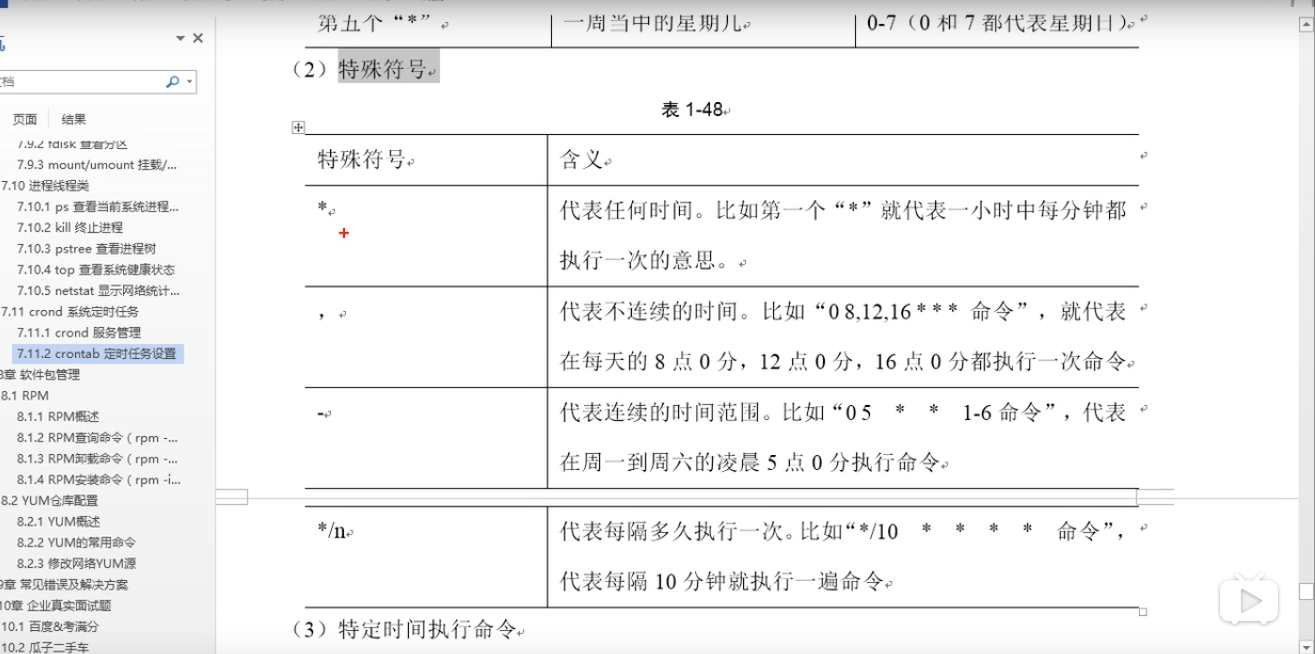 第五个“*”
一周当中的星期几
0-7（0 和 7 都代表星期日）
（2）特殊符号
表 1-48
特殊符号
含义
*
代表任何时间。比如第一个“*”就代表一小时中每分钟都
执行一次的意思。
，
代表不连续的时间。比如“0 8,12,16 * * * 命令”，就代表
在每天的 8 点 0 分，12 点 0 分，16 点 0 分都执行一次命令
-
代表连续的时间范围。比如“0 5 * * 1-6 命令”，代表
在周一到周六的凌晨 5 点 0 分执行命令
*/n
代表每隔多久执行一次。比如“*/10 * * * * 命令”，
代表每隔 10 分钟就执行一遍命令
（3）特定时间执行命令
档
页面
结果
7.9.2 fdisk 查看分区
7.9.3 mount/umount 挂载/...
7.10 进程线程类
7.10.1 ps 查看当前系统进程...
7.10.2 kill 终止进程
7.10.3 pstree 查看进程树
7.10.4 top 查看系统健康状态
7.10.5 netstat 显示网络统计...
7.11 crond 系统定时任务
7.11.1 crond 服务管理
7.11.2 crontab 定时任务设置
8章 软件包管理
8.1 RPM
8.1.1 RPM概述
8.1.2 RPM查询命令（rpm -...
8.1.3 RPM卸载命令（rpm -...
8.1.4 RPM安装命令（rpm -i...
8.2 YUM仓库配置
8.2.1 YUM概述
8.2.2 YUM的常用命令
8.2.3 修改网络YUM源
9章 常见错误及解决方案
10章 企业真实面试题
10.1 百度&考满分
10.2 瓜子二手车